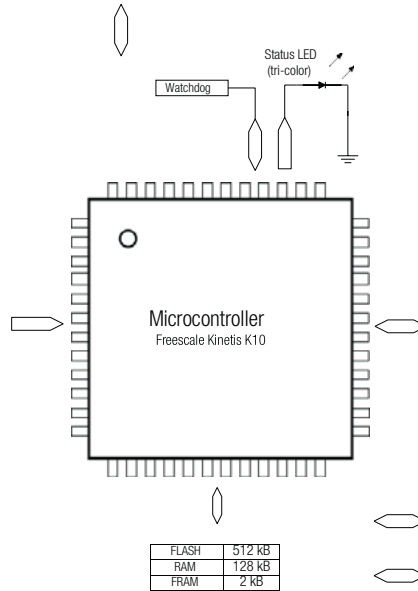 Status LED
(tri-color)
Watchdog
Microcontroller
Freescale Kinetis K10
FLASH 512 kB
RAM 128 kB
FRAM 2 kB